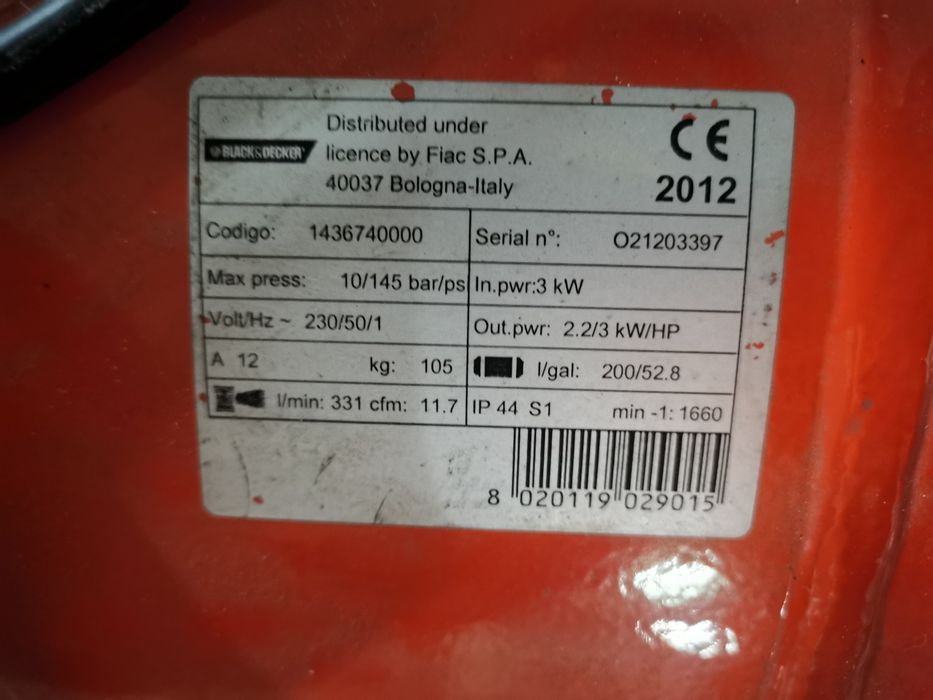 BLACK&DECKER
Distributed under
licence by Fiac S.P.A.
40037 Bologna-Italy
CE
2012
Codigo: 1436740000
Serial n°: O21203397
Max press: 10/145 bar/ps
In.pwr:3 kW
Volt/Hz ~ 230/50/1
Out.pwr: 2.2/3 kW/HP
A 12 kg: 105
l/gal: 200/52.8
l/min: 331 cfm: 11.7
IP 44 S1 min -1: 1660
8 020119 029015